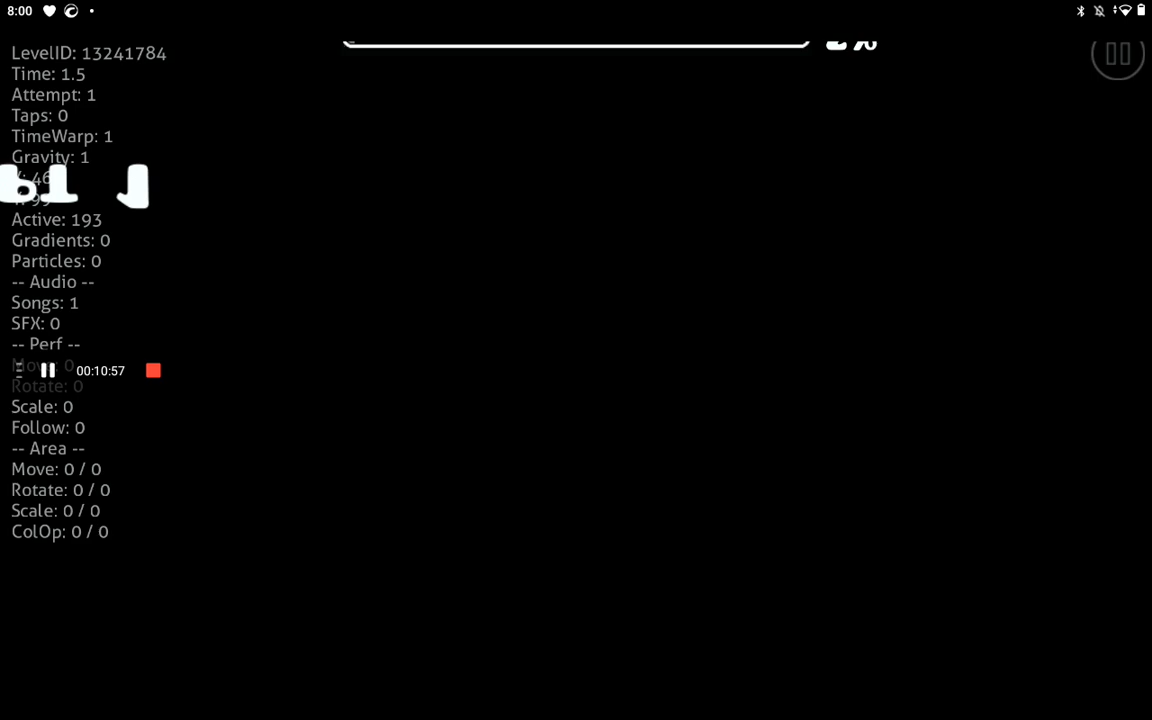 8:00
LevelID: 13241784
Time: 1.5
Attempt: 1
Taps: 0
TimeWarp: 1
Gravity: 1
Active: 193
Gradients: 0
Particles: 0
-- Audio --
Songs: 1
SFX: 0
-- Perf --
Move: 0
00:10:57
Rotate: 0
Scale: 0
Follow: 0
-- Area --
Move: 0 / 0
Rotate: 0 / 0
Scale: 0 / 0
ColOp: 0 / 0